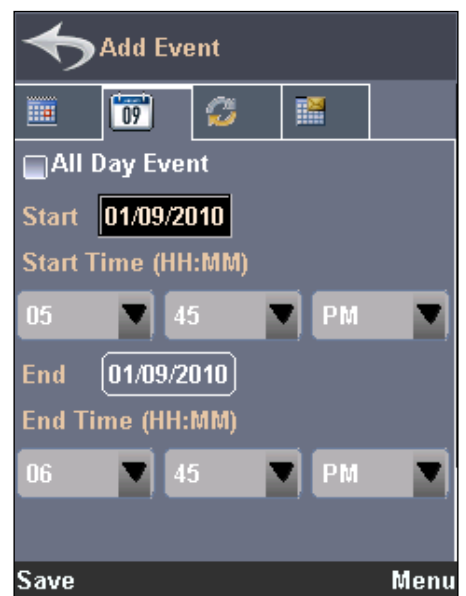 Add Event
09
All Day Event
Start 01/09/2010
Start Time (HH:MM)
05 45 PM
End 01/09/2010
End Time (HH:MM)
06 45 PM
Save Menu